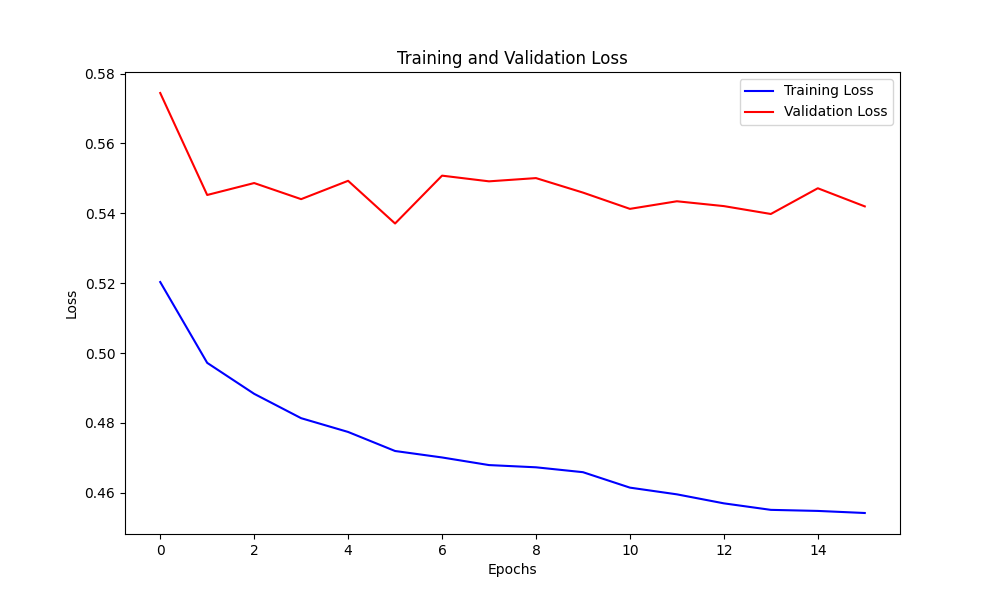 Training and Validation Loss
Training Loss
Validation Loss
0.58
0.56
0.54
0.52
0.50
0.48
0.46
Loss
0 2 4 6 8 10 12 14
Epochs